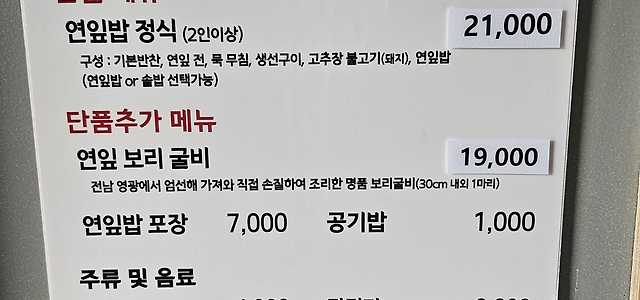 메뉴
연잎밥 정식 (2인이상) 21,000
구성 : 기본반찬, 연잎 전, 묵 무침, 생선구이, 고추장 불고기(돼지), 연잎밥
(연잎밥 or 솥밥 선택가능)
단품추가 메뉴
연잎 보리 굴비 19,000
전남 영광에서 엄선해 가져와 직접 손질하여 조리한 명품 보리굴비(30cm 내외 1마리)
연잎밥 포장 7,000 공기밥 1,000
주류 및 음료